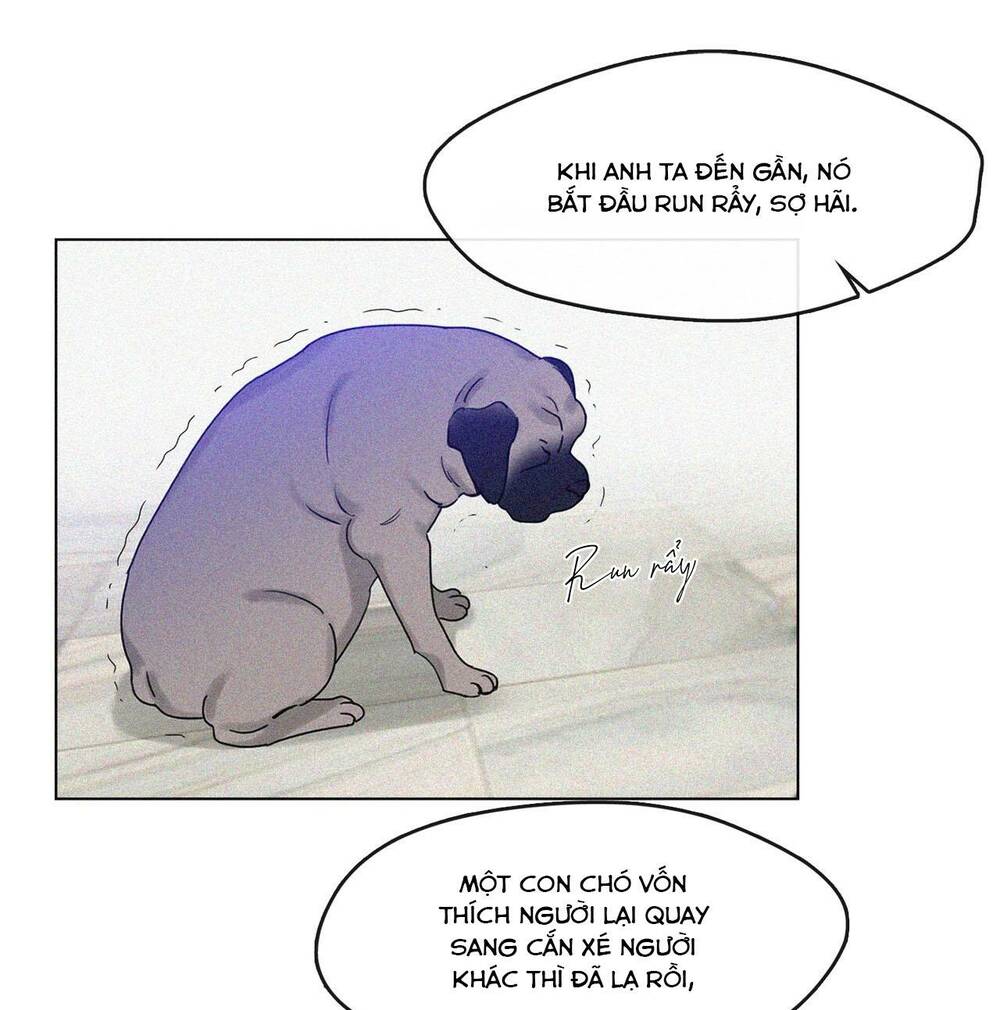 KHI ANH TA ĐẾN GẦN, NÓ
BẮT ĐẦU RUN RẨY, SỢ HÃI.
Run rẩy
MỘT CON CHÓ VỐN
THÍCH NGƯỜI LẠI QUAY
SANG CẮN XÉ NGƯỜI
KHÁC THÌ ĐÃ LẠ RỒI,